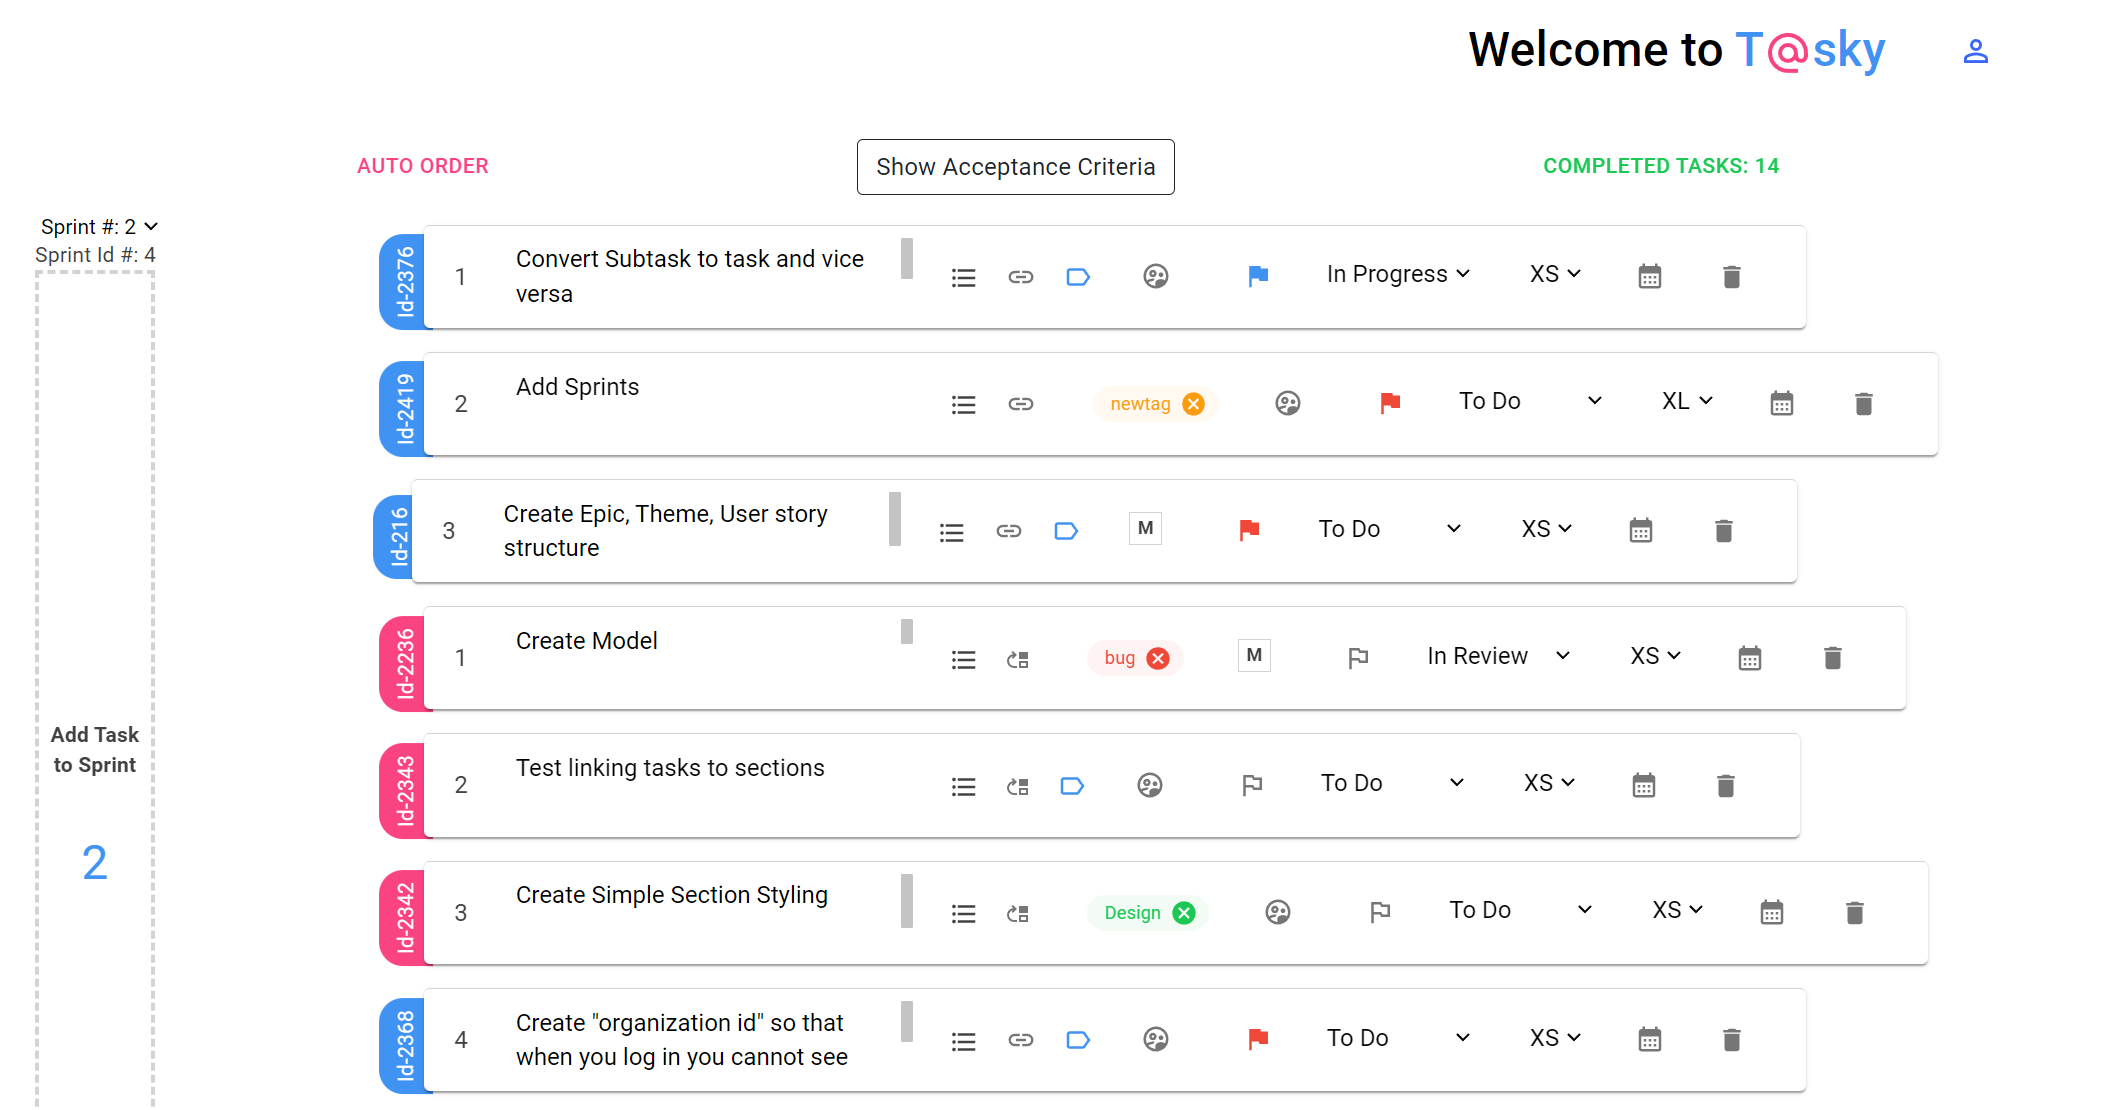 Welcome to T@sky
AUTO ORDER
Show Acceptance Criteria
COMPLETED TASKS: 14
Sprint #: 2
Sprint Id #: 4
Add Task
to Sprint
2
Id-2376
1
Convert Subtask to task and vice
versa
In Progress
XS
Id-2419
2
Add Sprints
newtag
To Do
XL
Id-216
3
Create Epic, Theme, User story
structure
M
To Do
XS
Id-2236
1
Create Model
bug
M
In Review
XS
Id-2343
2
Test linking tasks to sections
To Do
XS
Id-2342
3
Create Simple Section Styling
Design
To Do
XS
Id-2368
4
Create "organization id" so that
when you log in you cannot see
To Do
XS